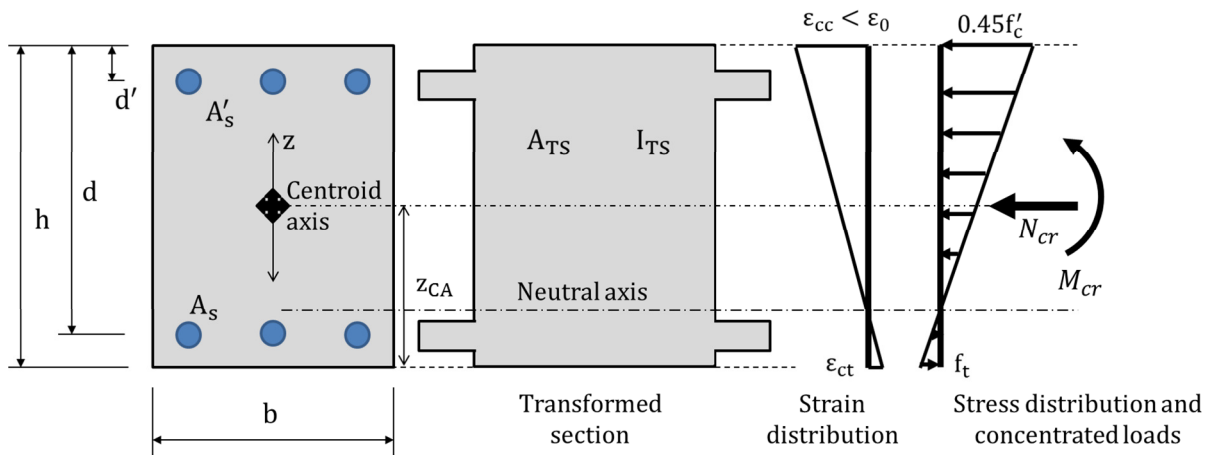 ε_cc < ε_0
0.45f′_c
d′
A′_s
z
A_TS
I_TS
d
Centroid
axis
h
N_cr
z_CA
Neutral axis
M_cr
A_s
ε_ct
f_t
b
Transformed
section
Strain
distribution
Stress distribution and
concentrated loads